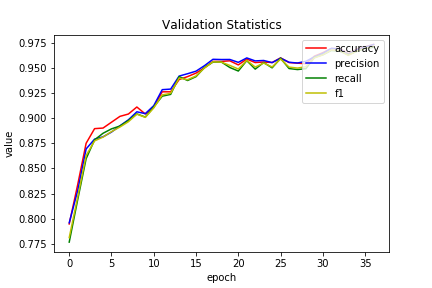 Validation Statistics
0.975
0.950
0.925
0.900
0.875
0.850
0.825
0.800
0.775
value
accuracy
precision
recall
f1
0 5 10 15 20 25 30 35
epoch